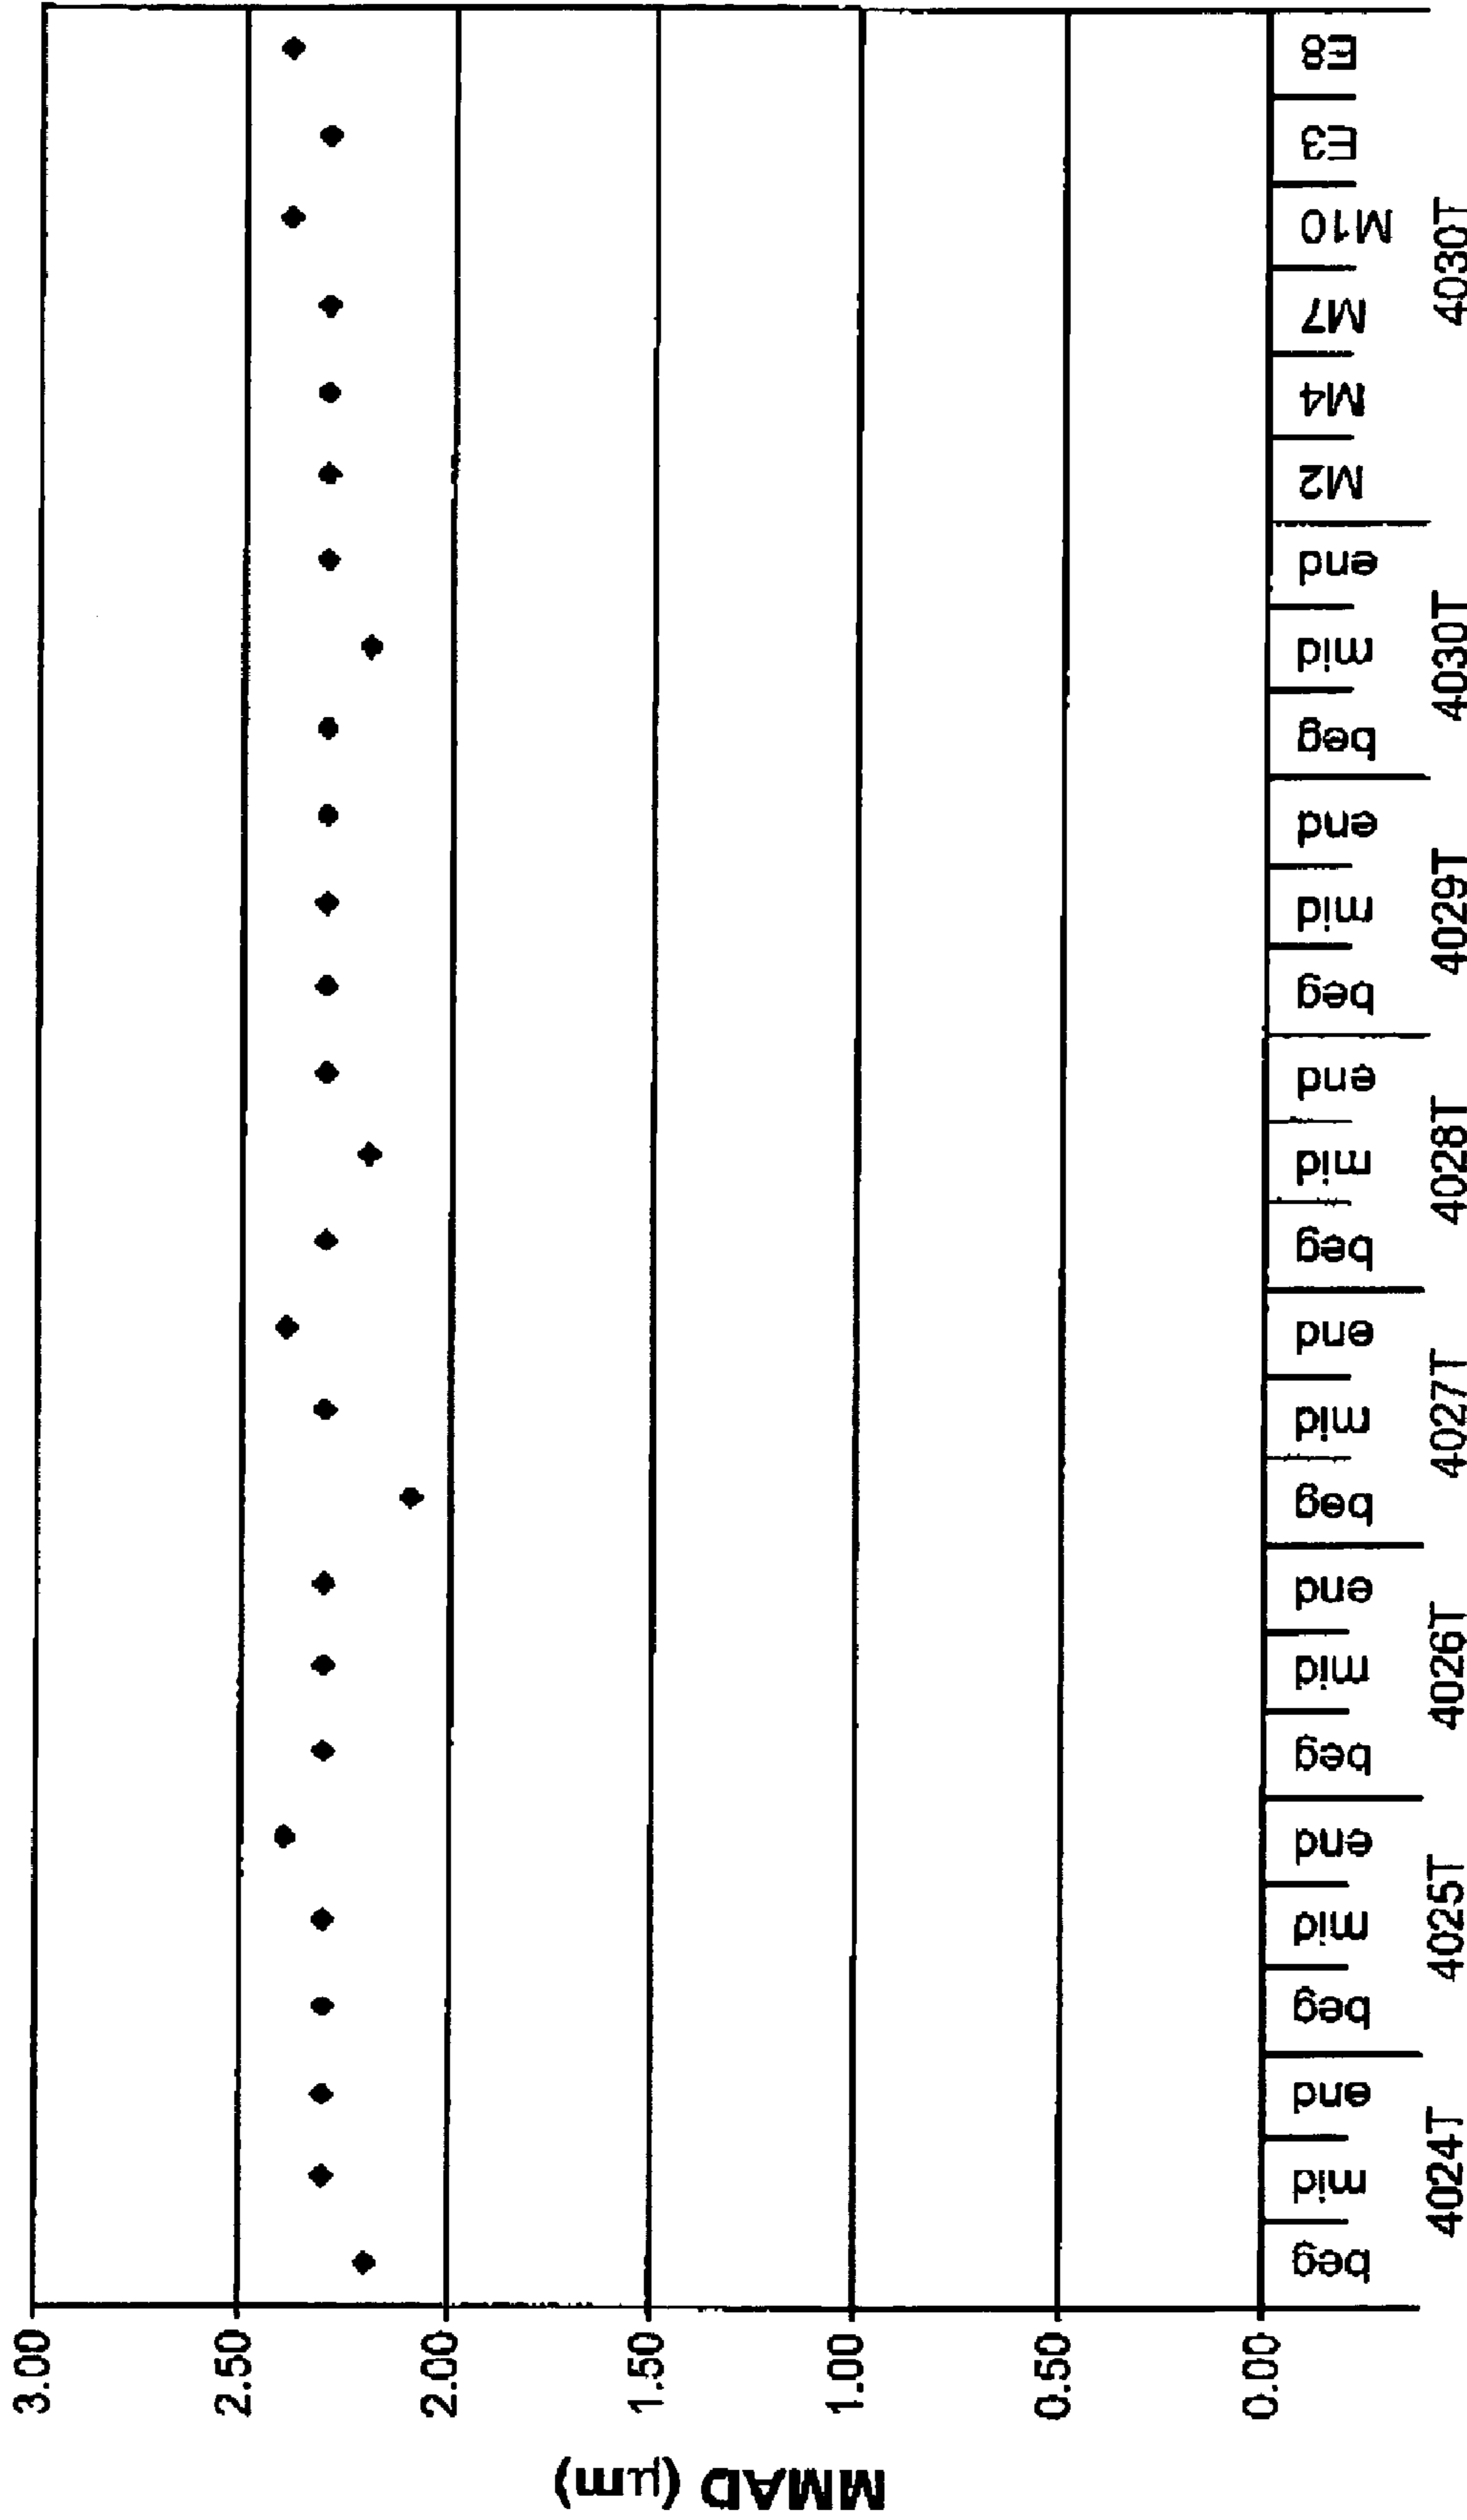 MMAD (µm)
3.00
2.50
2.00
1.50
1.00
0.50
0.00
beg mid end beg mid end beg mid end beg mid end beg mid end beg mid end beg mid end M2 M4 M7 M10 E3 E8
4024T 4025T 4026T 4027T 4028T 4029T 4030T 4030T